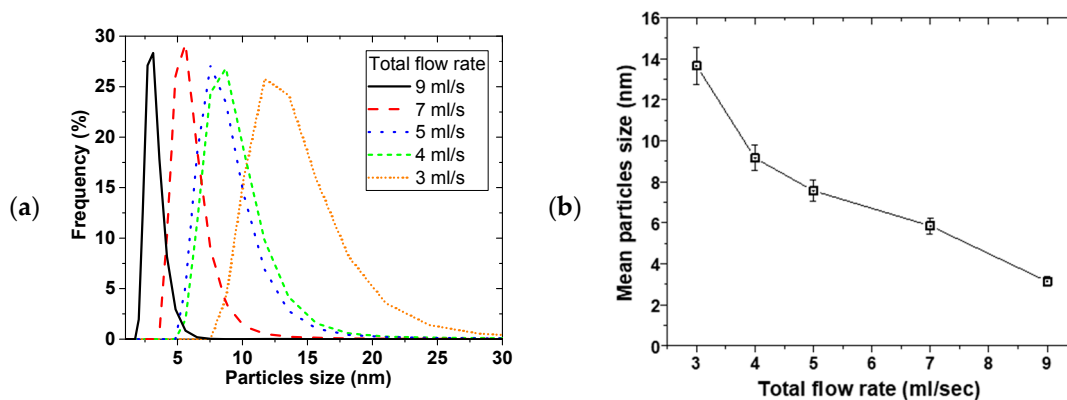 (a)
Frequency (%)
30
25
20
15
10
5
0
5 10 15 20 25 30
Particles size (nm)
Total flow rate
9 ml/s
7 ml/s
5 ml/s
4 ml/s
3 ml/s
(b)
Mean particles size (nm)
16
14
12
10
8
6
4
2
0
3 4 5 6 7 8 9
Total flow rate (ml/sec)